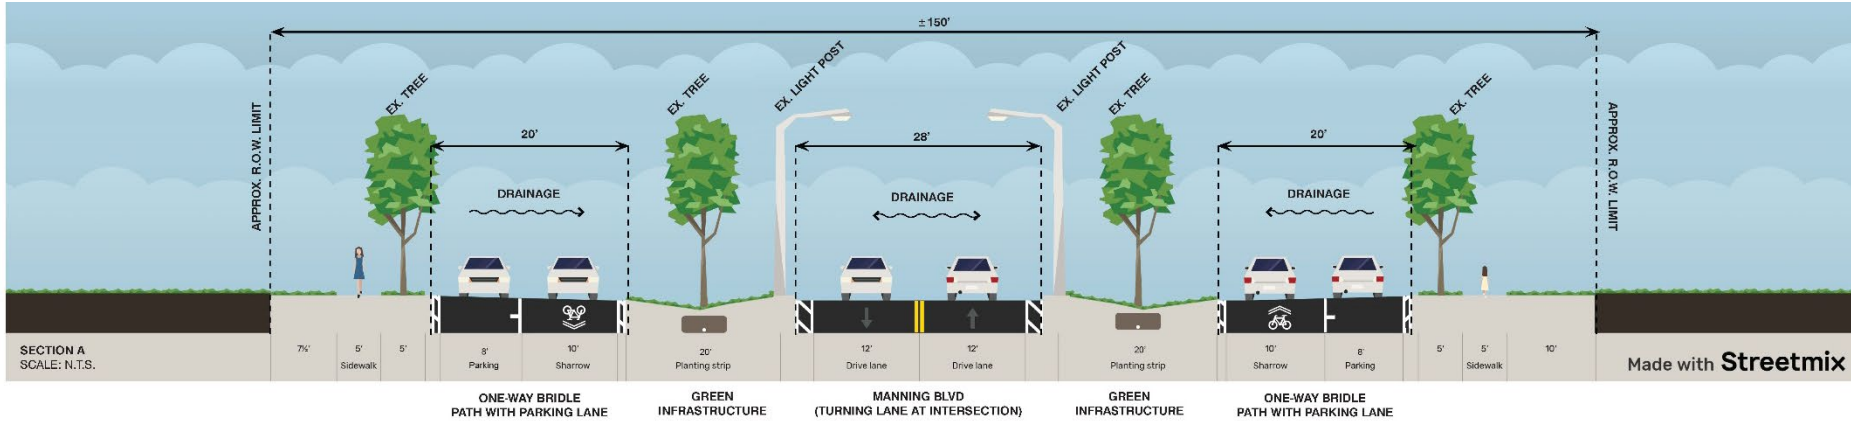 ±150'
APPROX. R.O.W. LIMIT
EX. TREE
20'
DRAINAGE
EX. TREE
EX. LIGHT POST
28'
DRAINAGE
EX. LIGHT POST
EX. TREE
20'
DRAINAGE
EX. TREE
APPROX. R.O.W. LIMIT
SECTION A
SCALE: N.T.S.
7½'
5'
Sidewalk
5'
8'
Parking
10'
Sharrow
20'
Planting strip
12'
Drive lane
12'
Drive lane
20'
Planting strip
10'
Sharrow
8'
Parking
5'
5'
Sidewalk
10'
Made with Streetmix
ONE-WAY BRIDLE
PATH WITH PARKING LANE
GREEN
INFRASTRUCTURE
MANNING BLVD
(TURNING LANE AT INTERSECTION)
GREEN
INFRASTRUCTURE
ONE-WAY BRIDLE
PATH WITH PARKING LANE